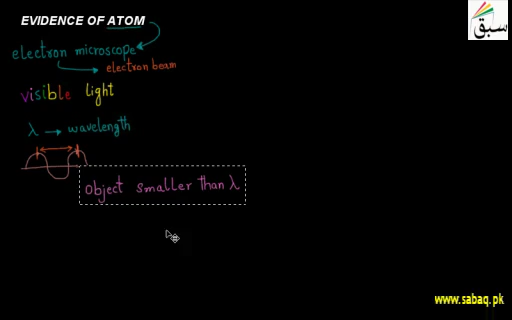 EVIDENCE OF ATOM
electron microscope
electron beam
visible light
λ → wavelength
object smaller than λ
سبق
www.sabaq.pk